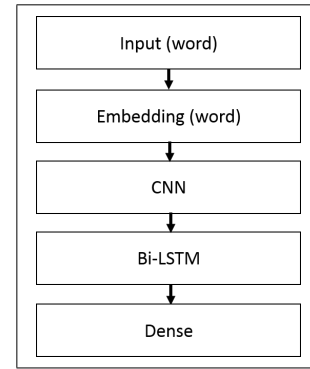 Input (word)
Embedding (word)
CNN
Bi-LSTM
Dense